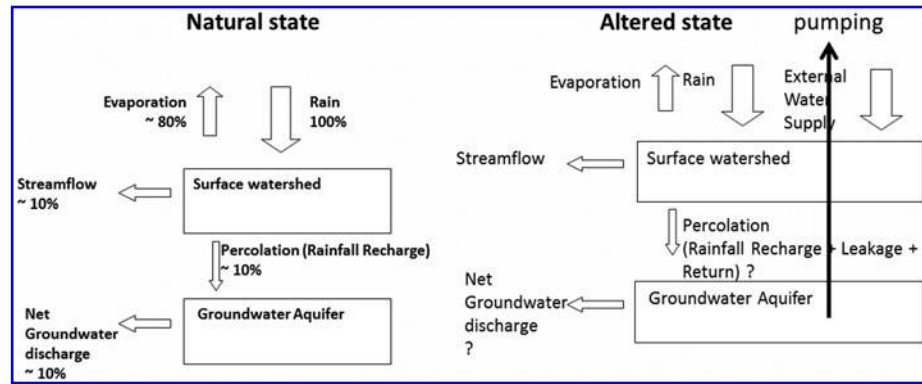 Natural state
Evaporation
~ 80%
Rain
100%
Streamflow
~ 10%
Surface watershed
Percolation (Rainfall Recharge)
~ 10%
Net
Groundwater
discharge
~ 10%
Groundwater Aquifer
Altered state
pumping
Evaporation
Rain
External
Water
Supply
Streamflow
Surface watershed
Percolation
(Rainfall Recharge + Leakage +
Return) ?
Net
Groundwater
discharge
?
Groundwater Aquifer